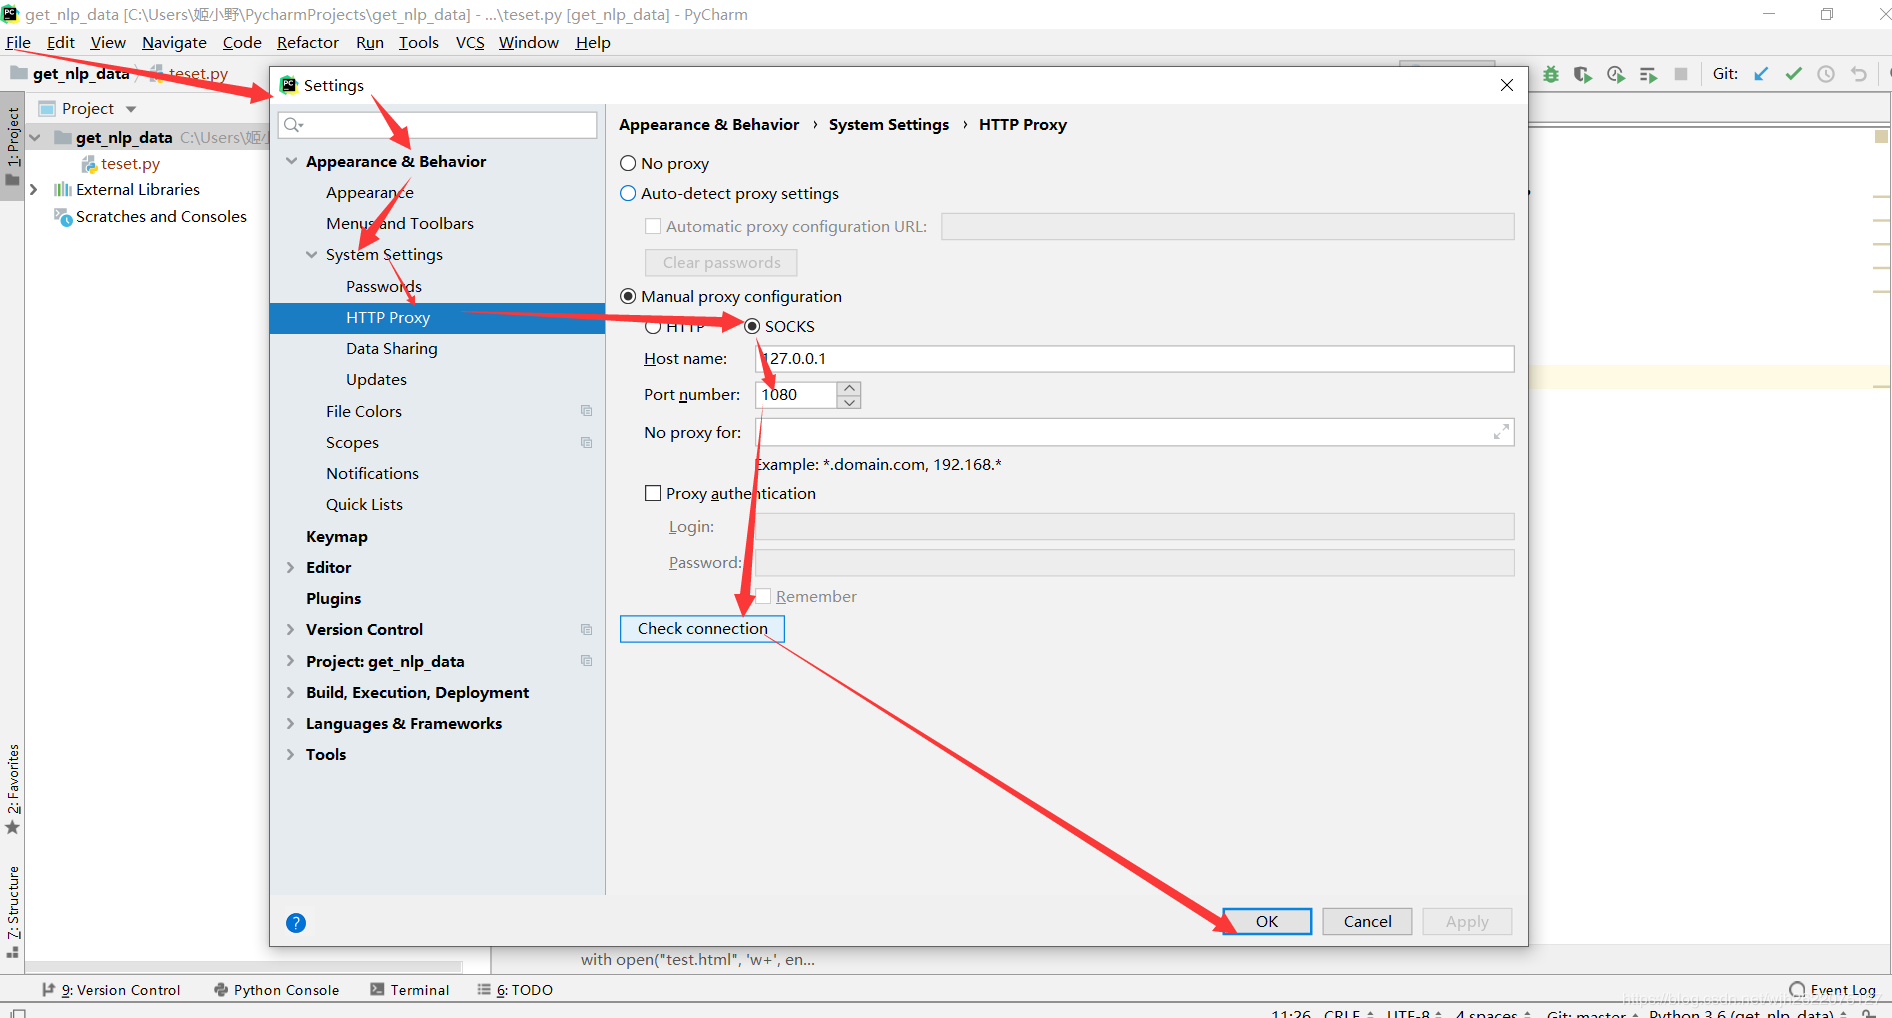 get_nlp_data [C:\Users\姬小野\PycharmProjects\get_nlp_data] - ...\teset.py [get_nlp_data] - PyCharm
File Edit View Navigate Code Refactor Run Tools VCS Window Help
get_nlp_data teset.py
Git:
Settings
1: Project
Project
get_nlp_data C:\Users\姬小
teset.py
External Libraries
Scratches and Consoles
2: Favorites
7: Structure
Appearance & Behavior
Appearance
Menus and Toolbars
System Settings
Passwords
HTTP Proxy
Data Sharing
Updates
File Colors
Scopes
Notifications
Quick Lists
Keymap
Editor
Plugins
Version Control
Project: get_nlp_data
Build, Execution, Deployment
Languages & Frameworks
Tools
Appearance & Behavior › System Settings › HTTP Proxy
No proxy
Auto-detect proxy settings
Automatic proxy configuration URL:
Clear passwords
Manual proxy configuration
HTTP SOCKS
Host name: 127.0.0.1
Port number: 1080
No proxy for:
Example: *.domain.com, 192.168.*
Proxy authentication
Login:
Password:
Remember
Check connection
? OK Cancel Apply
with open("test.html", 'w+', en...
9: Version Control Python Console Terminal 6: TODO Event Log
11:26 CRLF UTF-8 4 spaces Git: master Python 3.6 (get_nlp_data)